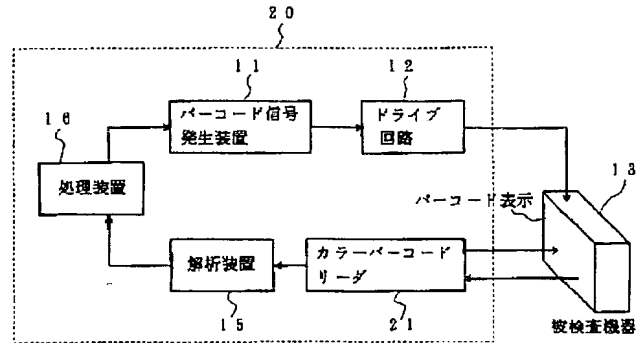 20
11
12
バーコード信号
発生装置
ドライブ
回路
16
処理装置
13
バーコード表示
解析装置
カラーバーコード
リーダ
15
21
被検査機器